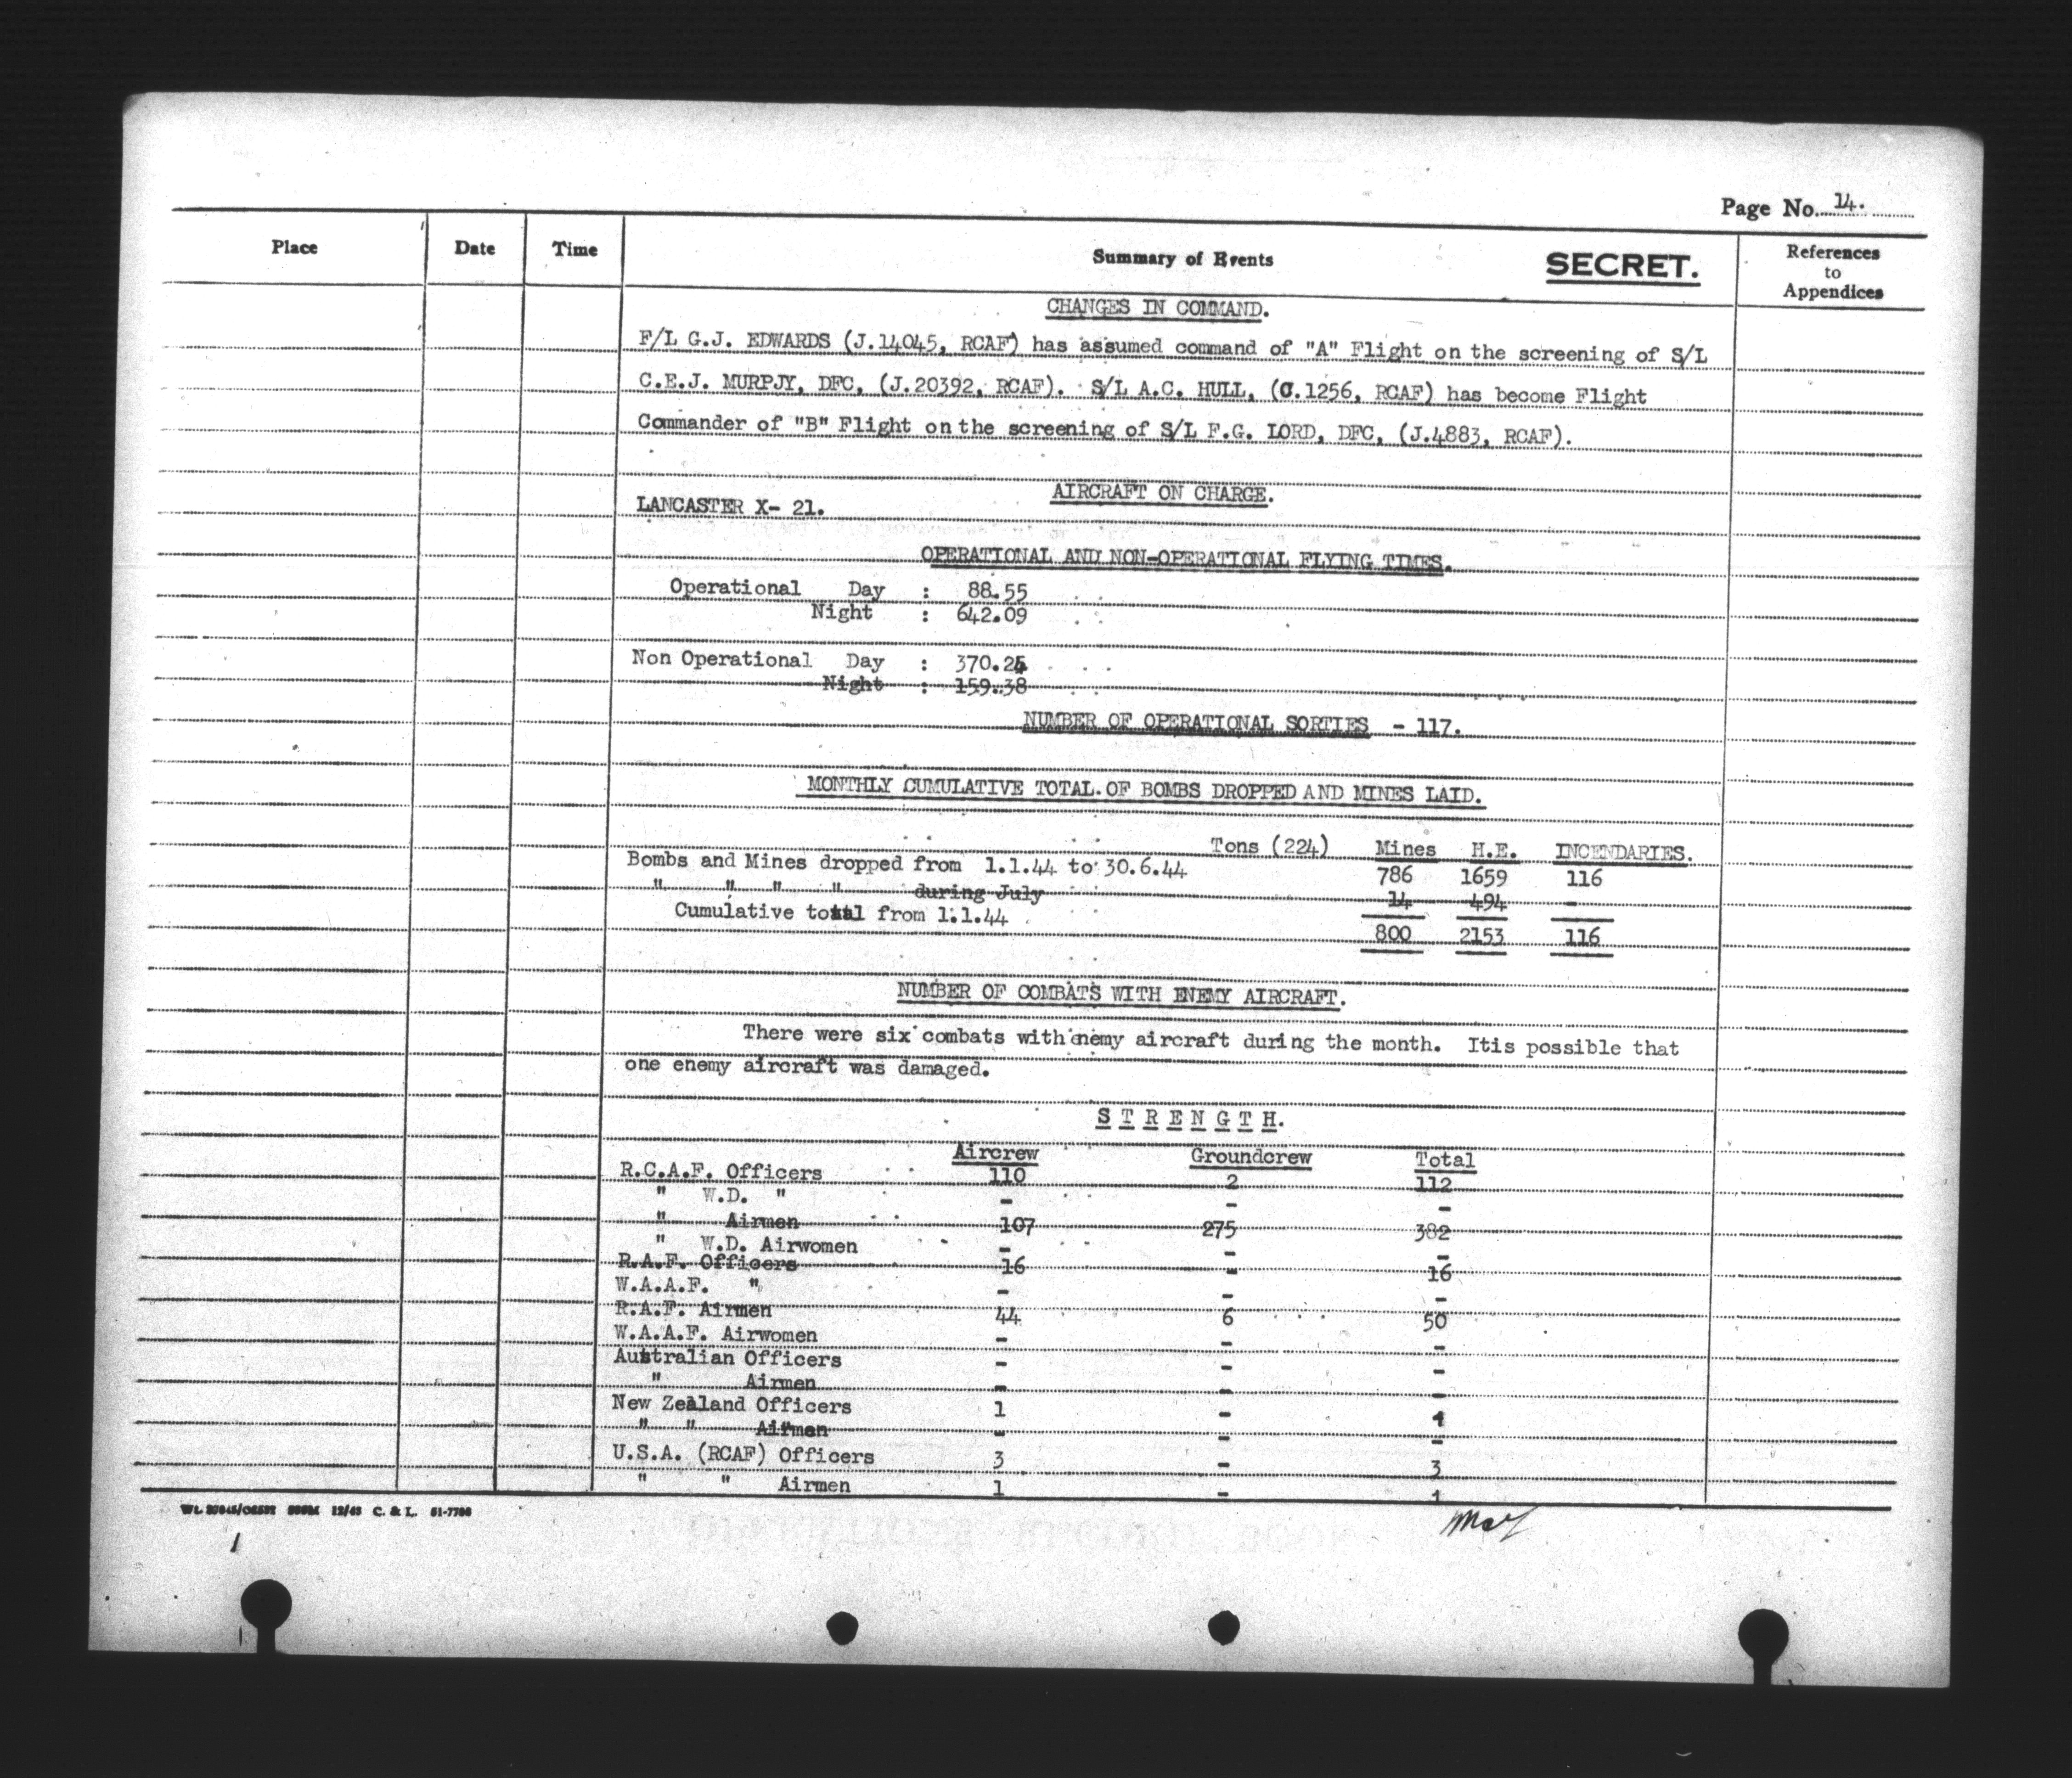 Page No. 14.
Place Date Time Summary of Events SECRET. References to Appendices
CHANGES IN COMMAND.
F/L G.J. EDWARDS (J.14045, RCAF) has assumed command of "A" Flight on the screening of S/L
C.E.J. MURPJY, DFC, (J.20392, RCAF). S/L A.C. HULL, (C.1256, RCAF) has become Flight
Commander of "B" Flight on the screening of S/L F.G. LORD, DFC, (J.4883, RCAF).
AIRCRAFT ON CHARGE.
LANCASTER X- 21.
OPERATIONAL AND NON-OPERATIONAL FLYING TIMES.
Operational Day : 88.55
Night : 642.09
Non Operational Day : 370.24
Night : 159.38
NUMBER OF OPERATIONAL SORTIES - 117.
MONTHLY CUMULATIVE TOTAL OF BOMBS DROPPED AND MINES LAID.
Tons (224) Mines H.E. INCENDARIES.
Bombs and Mines dropped from 1.1.44 to 30.6.44 786 1659 116
" " " " during July 14 494 -
Cumulative total from 1.1.44 800 2153 116
NUMBER OF COMBATS WITH ENEMY AIRCRAFT.
There were six combats with enemy aircraft during the month. Itis possible that
one enemy aircraft was damaged.
STRENGTH.
Aircrew Groundcrew Total
R.C.A.F. Officers 110 2 112
" W.D. " - - -
" Airmen 107 275 382
" W.D. Airwomen - - -
R.A.F. Officers 16 - 16
W.A.A.F. " - - -
R.A.F. Airmen 44 6 50
W.A.A.F. Airwomen - - -
Australian Officers - - -
" Airmen - - -
New Zealand Officers 1 - 1
" " Airmen - - -
U.S.A. (RCAF) Officers 3 - 3
" " Airmen 1 - 1
12/43 C. & L.